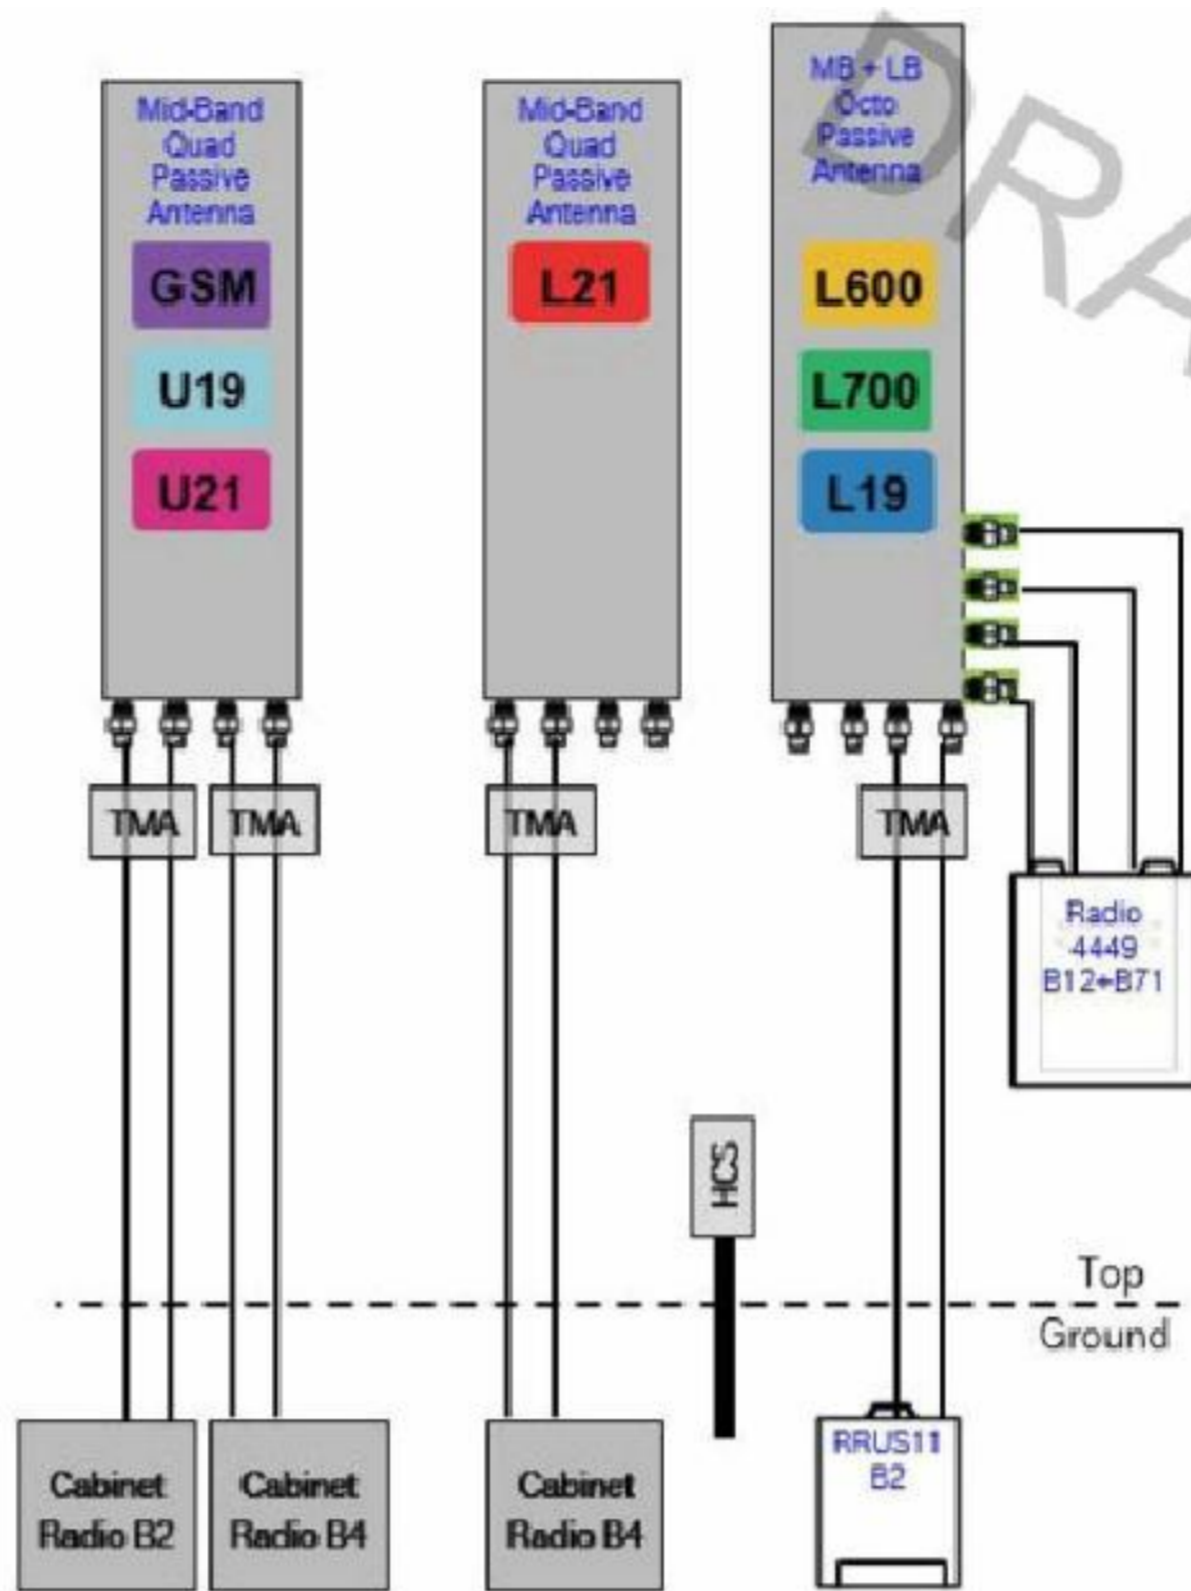 Mid-Band
Quad
Passive
Antenna
GSM
U19
U21
Mid-Band
Quad
Passive
Antenna
L21
MB + LB
Octo
Passive
Antenna
L600
L700
L19
DRA
TMA
TMA
TMA
TMA
Radio
4449
B12+B71
HCS
Top
Ground
Cabinet
Radio B2
Cabinet
Radio B4
Cabinet
Radio B4
RRUS11
B2